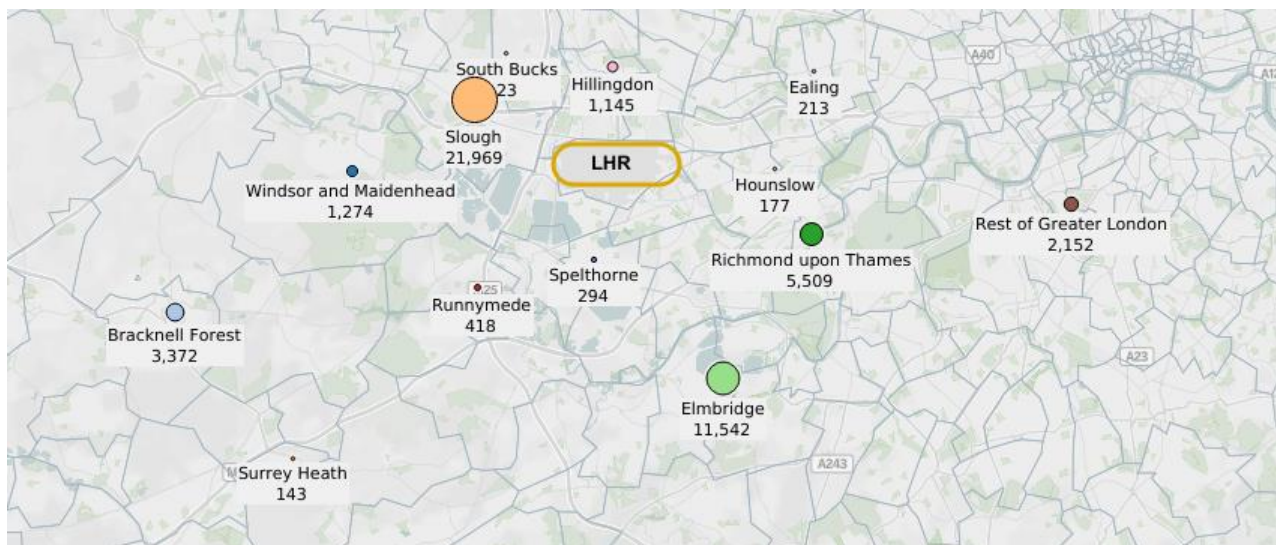 A40
South Bucks
23
Hillingdon
1,145
Ealing
213
Slough
21,969
LHR
Windsor and Maidenhead
1,274
Hounslow
177
Rest of Greater London
2,152
Richmond upon Thames
5,509
Spelthorne
294
Runnymede
418
Bracknell Forest
3,372
A23
Elmbridge
11,542
A243
Surrey Heath
143